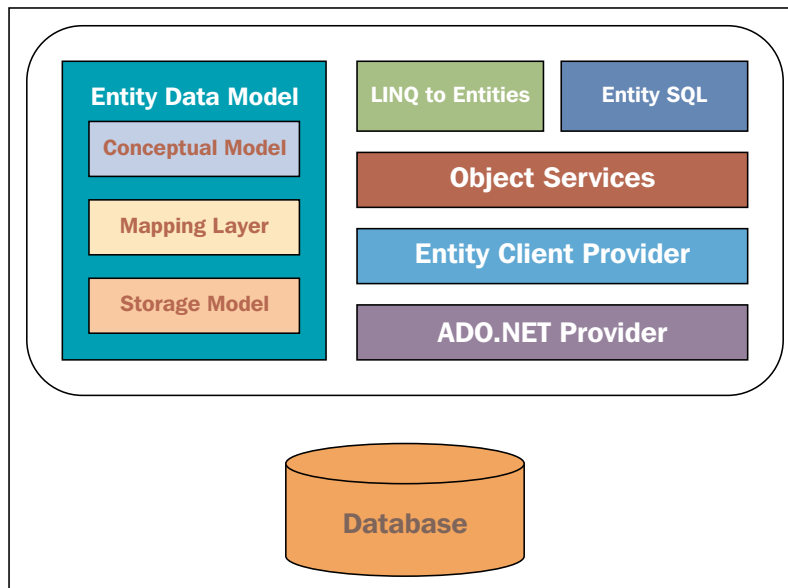 Entity Data Model
Conceptual Model
Mapping Layer
Storage Model
LINQ to Entities
Entity SQL
Object Services
Entity Client Provider
ADO.NET Provider
Database